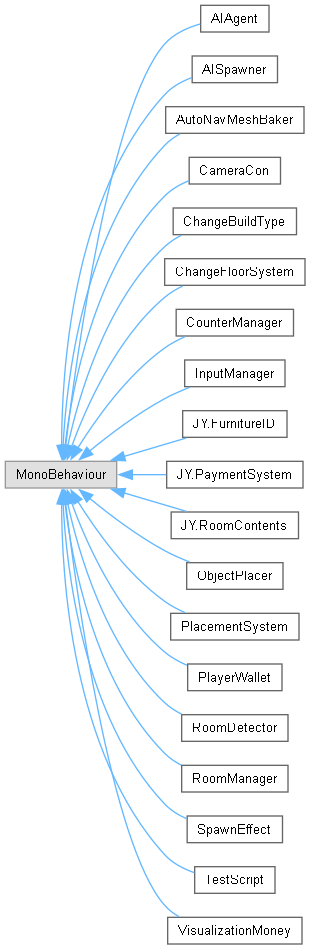 AIAgent
AISpawner
AutoNavMeshBaker
CameraCon
ChangeBuildType
ChangeFloorSystem
CounterManager
InputManager
JY.FurnitureID
MonoBehaviour
JY.PaymentSystem
JY.RoomContents
ObjectPlacer
PlacementSystem
PlayerWallet
RoomDetector
RoomManager
SpawnEffect
TestScript
VisualizationMoney